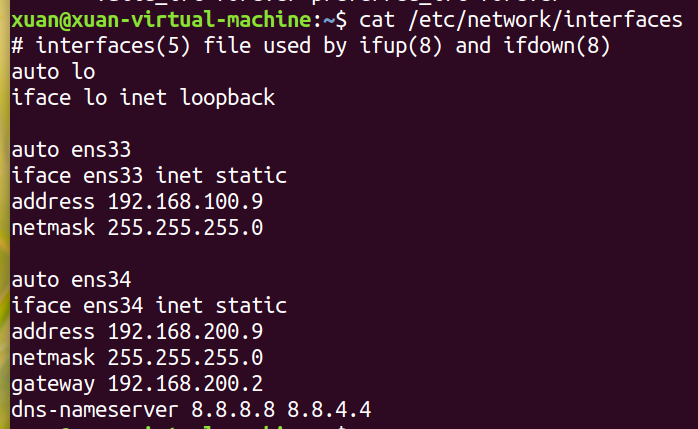 xuan@xuan-virtual-machine:~$ cat /etc/network/interfaces
# interfaces(5) file used by ifup(8) and ifdown(8)
auto lo
iface lo inet loopback
auto ens33
iface ens33 inet static
address 192.168.100.9
netmask 255.255.255.0
auto ens34
iface ens34 inet static
address 192.168.200.9
netmask 255.255.255.0
gateway 192.168.200.2
dns-nameserver 8.8.8.8 8.8.4.4